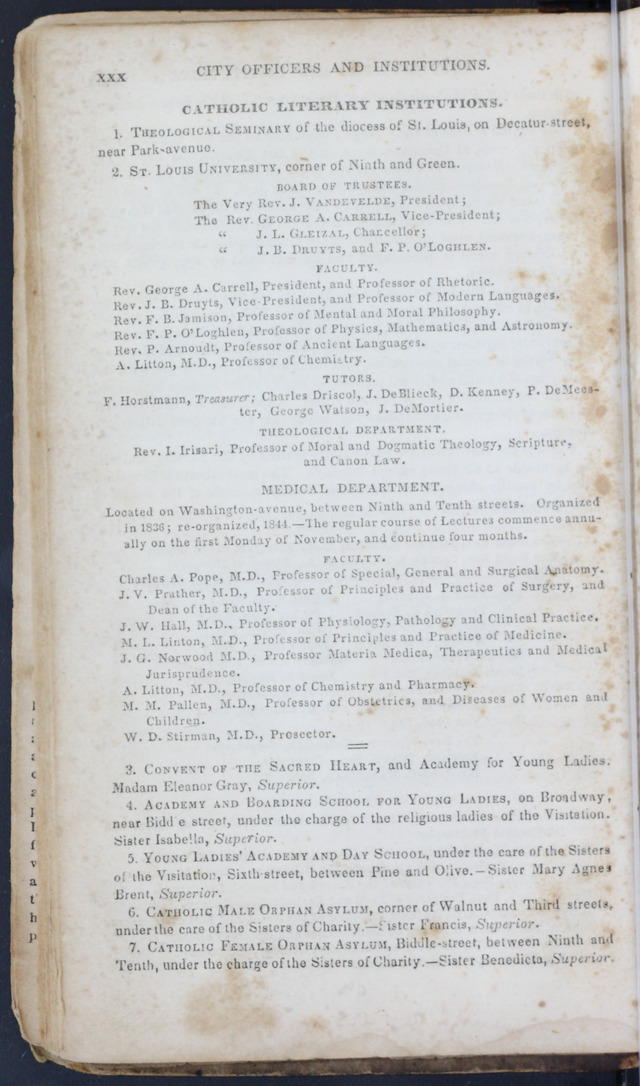 xxx CITY OFFICERS AND INSTITUTIONS.
CATHOLIC LITERARY INSTITUTIONS.
1. THEOLOGICAL SEMINARY of the diocese of St. Louis, on Decatur-street,
near Park-avenue.
2. ST. LOUIS UNIVERSITY, corner of Ninth and Green.
BOARD OF TRUSTEES.
The Very Rev. J. VANDEVELDE, President;
The Rev. GEORGE A. CARRELL, Vice-President;
“ J. L. GLEIZAL, Chancellor;
“ J. B. DRUYTS, and F. P. O'LOGHLEN.
FACULTY.
Rev. George A. Carrell, President, and Professor of Rhetoric.
Rev. J. B. Druyts, Vice-President, and Professor of Modern Languages.
Rev. F. B. Jamison, Professor of Mental and Moral Philosophy.
Rev. F. P. O'Loghlen, Professor of Physics, Mathematics, and Astronomy.
Rev. P. Arnoudt, Professor of Ancient Languages.
A. Litton, M.D., Professor of Chemistry.
TUTORS.
F. Horstmann, Treasurer; Charles Driscol, J. DeBlieck, D. Kenney, P. DeMees-
ter, George Watson, J. DeMortier.
THEOLOGICAL DEPARTMENT.
Rev. I. Irisari, Professor of Moral and Dogmatic Theology, Scripture,
and Canon Law.
MEDICAL DEPARTMENT.
Located on Washington-avenue, between Ninth and Tenth streets. Organized
in 1836; re-organized, 1844.—The regular course of Lectures commence annu-
ally on the first Monday of November, and continue four months.
FACULTY.
Charles A. Pope, M.D., Professor of Special, General and Surgical Anatomy.
J. V. Prather, M.D., Professor of Principles and Practice of Surgery, and
Dean of the Faculty.
J. W. Hall, M.D., Professor of Physiology, Pathology and Clinical Practice.
M. L. Linton, M.D., Professor of Principles and Practice of Medicine.
J. G. Norwood M.D., Professor Materia Medica, Therapeutics and Medical
Jurisprudence.
A. Litton, M.D., Professor of Chemistry and Pharmacy.
M. M. Pallen, M.D., Professor of Obstetrics, and Diseases of Women and
Children.
W. D. Stirman, M.D., Prosector.
3. CONVENT OF THE SACRED HEART, and Academy for Young Ladies.
Madam Eleanor Gray, Superior.
4. ACADEMY AND BOARDING SCHOOL FOR YOUNG LADIES, on Broadway,
near Bidd e street, under the charge of the religious ladies of the Visitation.
Sister Isabella, Superior.
5. YOUNG LADIES' ACADEMY AND DAY SCHOOL, under the care of the Sisters
of the Visitation, Sixth-street, between Pine and Olive.—Sister Mary Agnes
Brent, Superior.
6. CATHOLIC MALE ORPHAN ASYLUM, corner of Walnut and Third streets,
under the care of the Sisters of Charity.—Sister Francis, Superior.
7. CATHOLIC FEMALE ORPHAN ASYLUM, Biddle-street, between Ninth and
Tenth, under the charge of the Sisters of Charity.—Sister Benedicta, Superior.